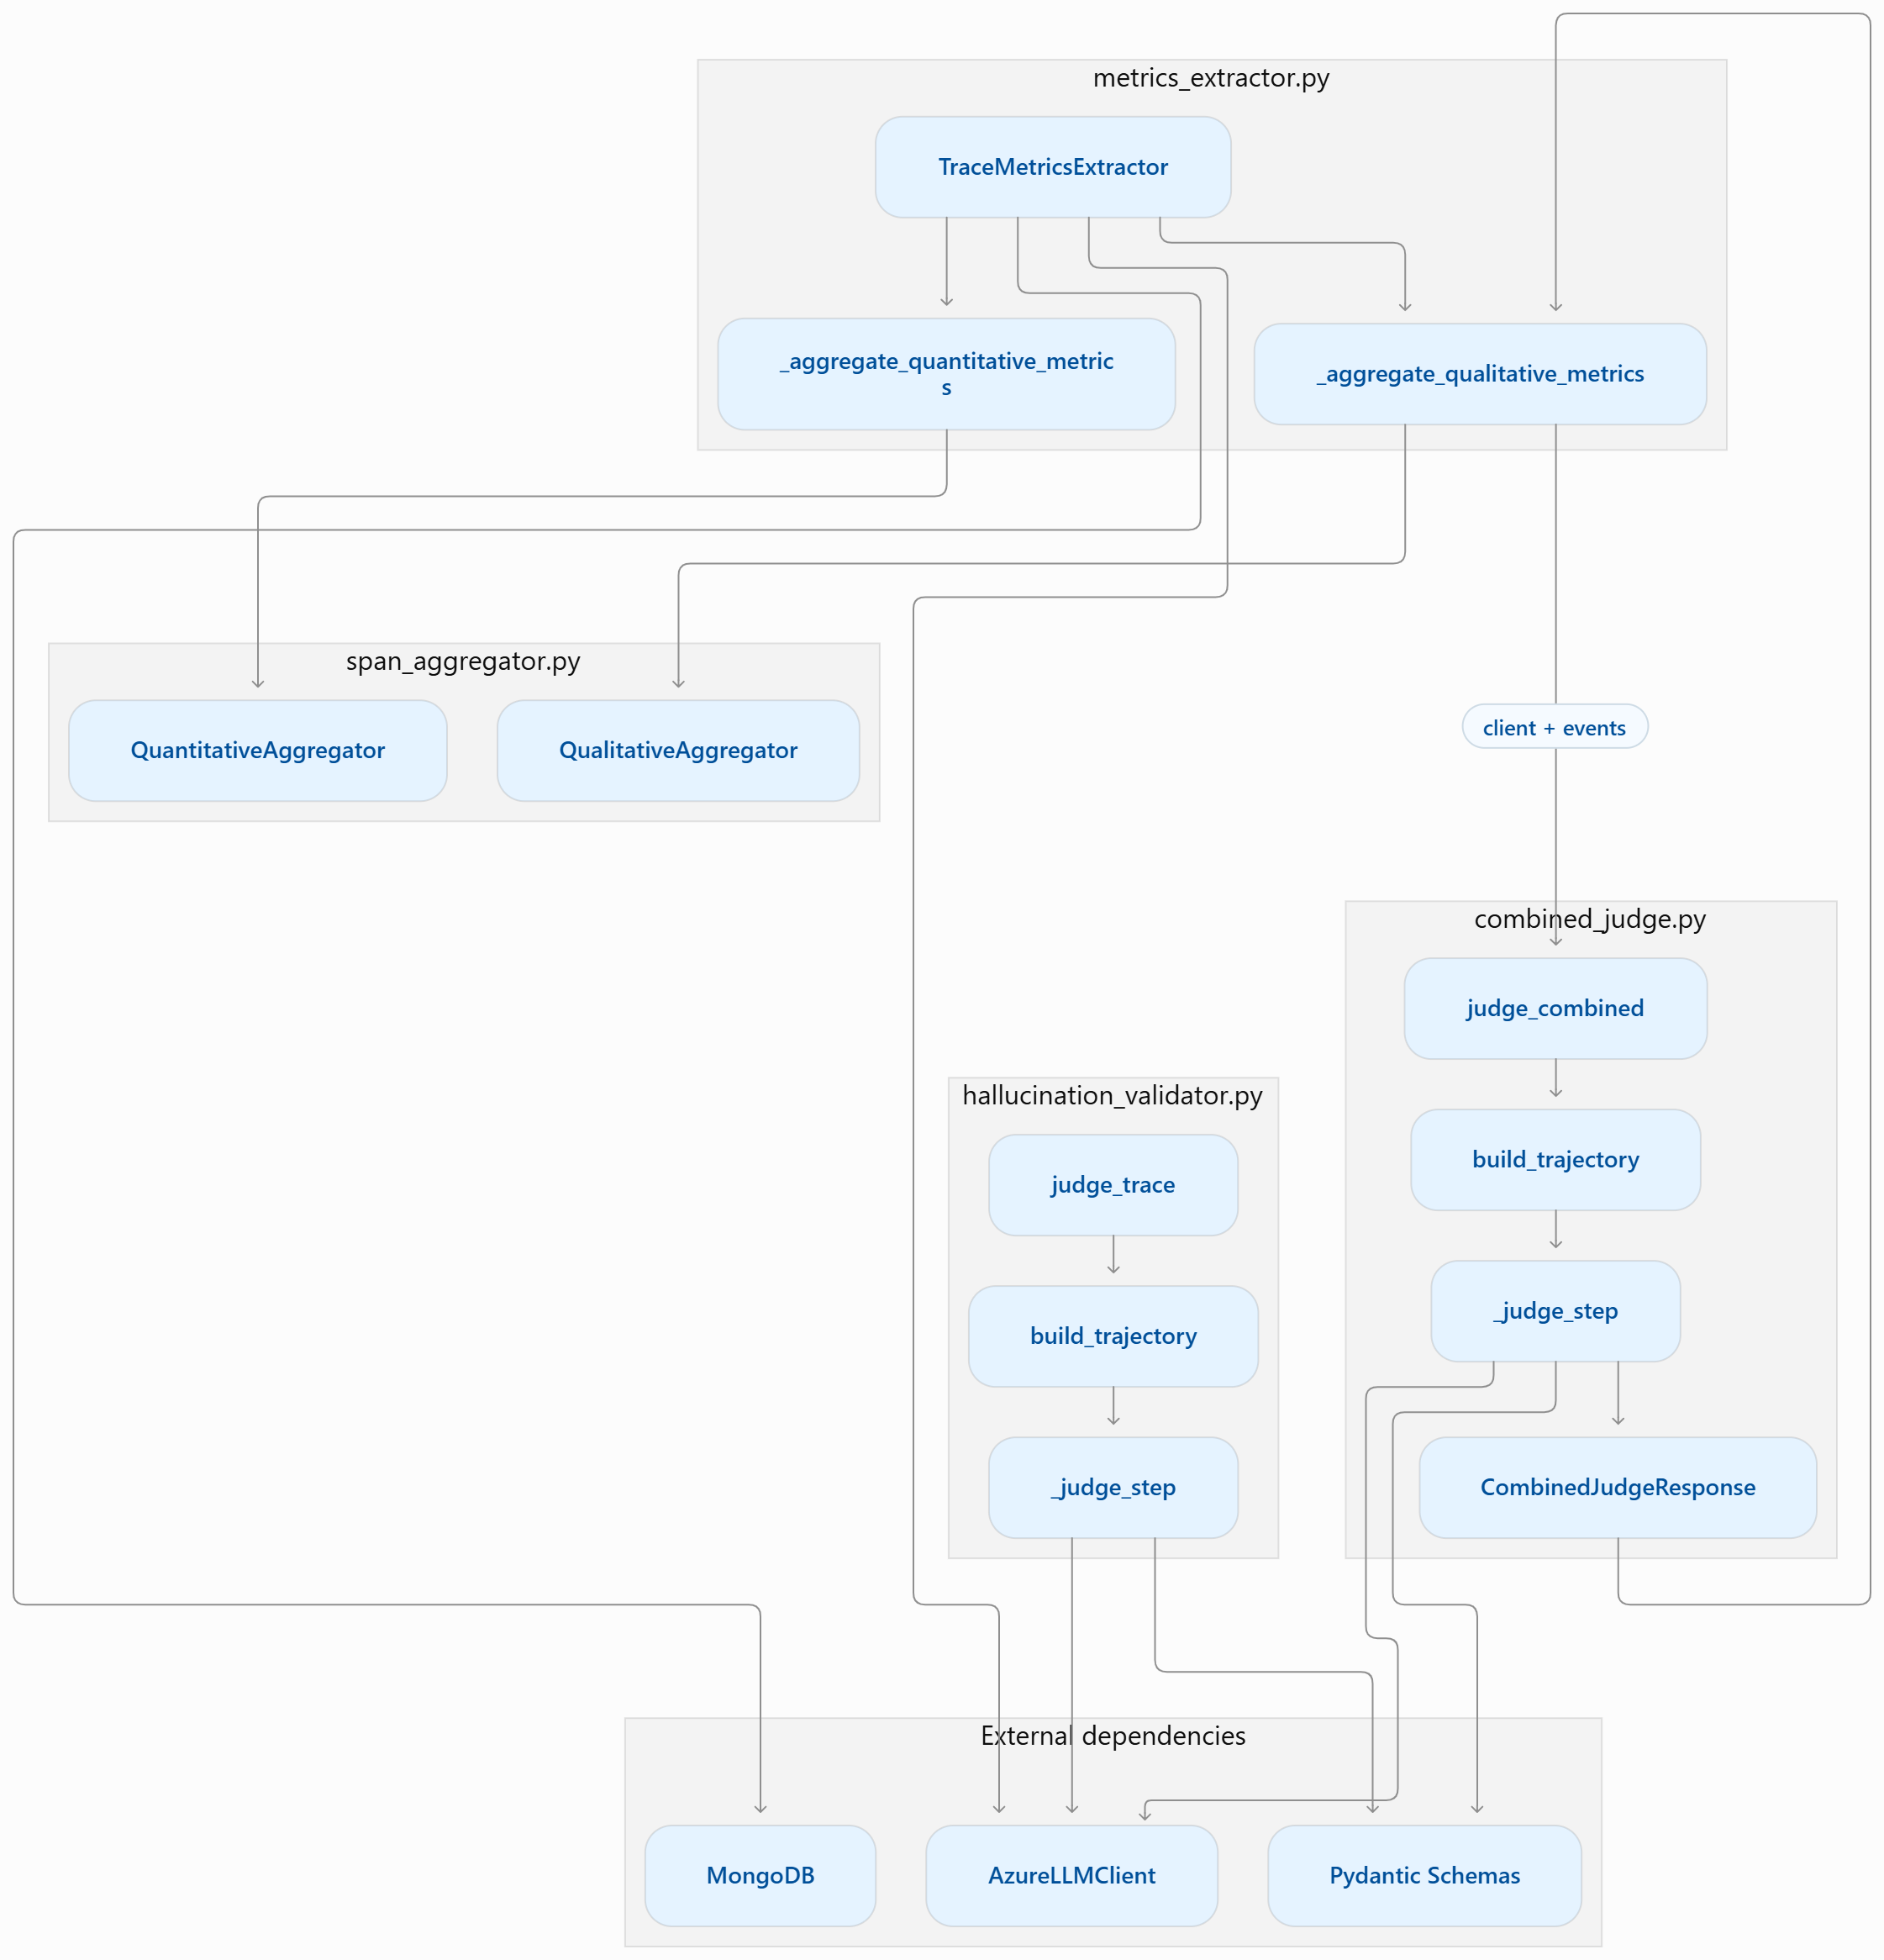 metrics_extractor.py
TraceMetricsExtractor
_aggregate_quantitative_metric
s
_aggregate_qualitative_metrics
span_aggregator.py
QuantitativeAggregator
QualitativeAggregator
client + events
combined_judge.py
judge_combined
build_trajectory
_judge_step
CombinedJudgeResponse
hallucination_validator.py
judge_trace
build_trajectory
_judge_step
External dependencies
MongoDB
AzureLLMClient
Pydantic Schemas